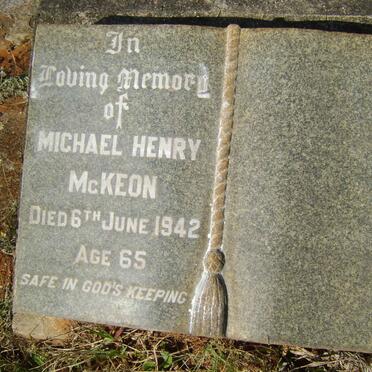 In
Loving Memory
of
MICHAEL HENRY
MCKEON
DIED 6TH JUNE 1942
AGE 65
SAFE IN GOD'S KEEPING